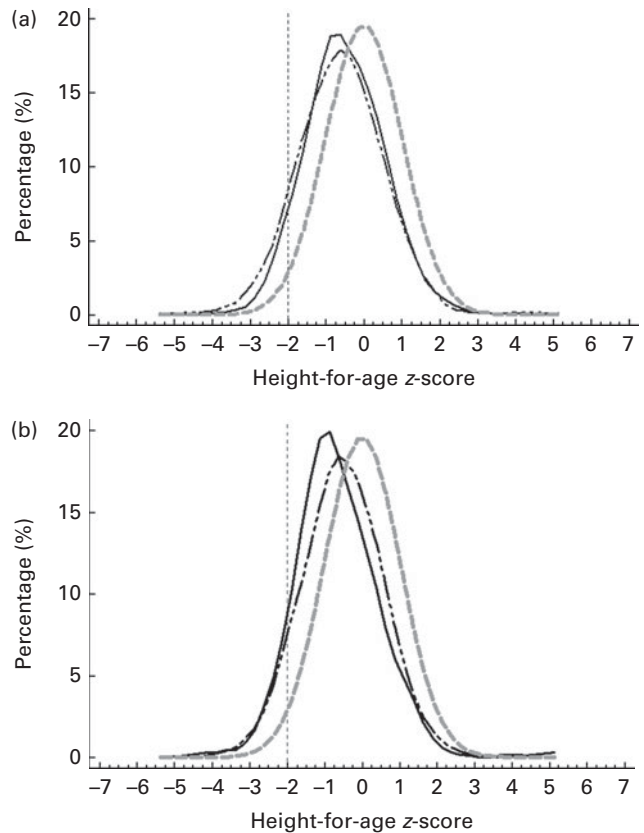 (a)
20
15
10
5
0
Percentage (%)
–7 –6 –5 –4 –3 –2 –1 0 1 2 3 4 5 6 7
Height-for-age z-score
(b)
20
15
10
5
0
Percentage (%)
–7 –6 –5 –4 –3 –2 –1 0 1 2 3 4 5 6 7
Height-for-age z-score